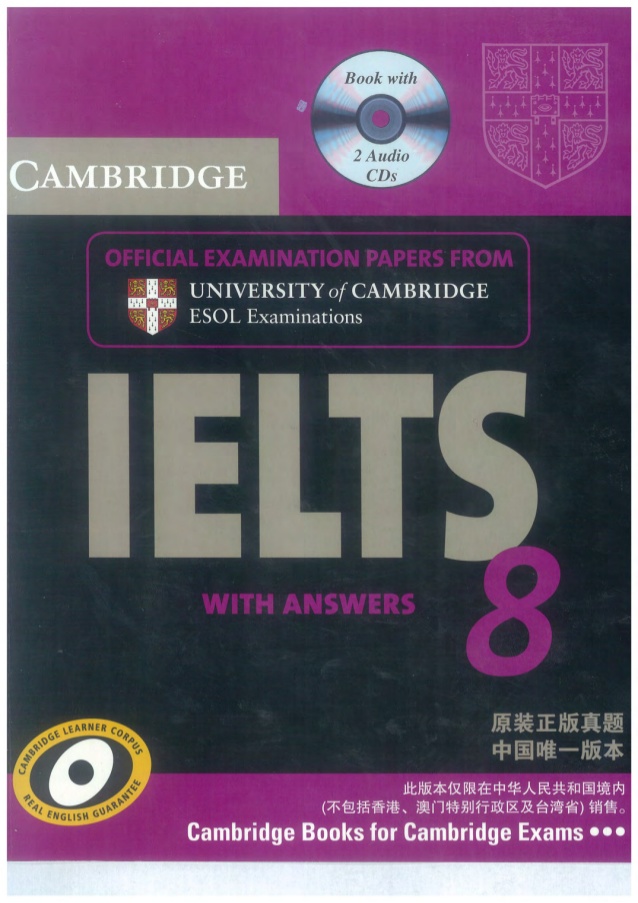 Book with
2 Audio
CDs
CAMBRIDGE
OFFICIAL EXAMINATION PAPERS FROM
UNIVERSITY of CAMBRIDGE
ESOL Examinations
IELTS
8
WITH ANSWERS
CAMBRIDGE LEARNER CORPUS
REAL ENGLISH GUARANTEE
原装正版真题
中国唯一版本
此版本仅限在中华人民共和国境内
(不包括香港、澳门特别行政区及台湾省) 销售。
Cambridge Books for Cambridge Exams •••